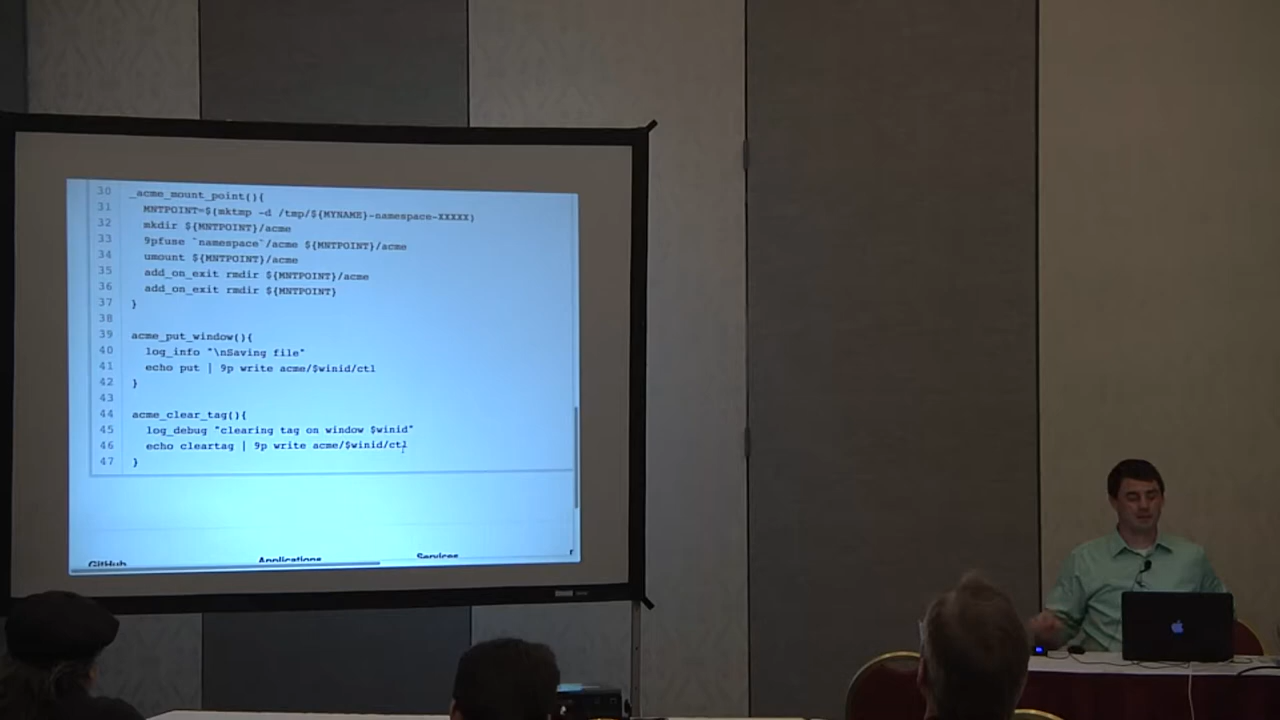 30 _acme_mount_point(){
31 MNTPOINT=$(mktmp -d /tmp/${MYNAME}-namespace-XXXXX)
32 mkdir ${MNTPOINT}/acme
33 9pfuse `namespace`/acme ${MNTPOINT}/acme
34 umount ${MNTPOINT}/acme
35 add_on_exit rmdir ${MNTPOINT}/acme
36 add_on_exit rmdir ${MNTPOINT}
37 }
38
39 acme_put_window(){
40 log_info "\nSaving file"
41 echo put | 9p write acme/$winid/ctl
42 }
43
44 acme_clear_tag(){
45 log_debug "clearing tag on window $winid"
46 echo cleartag | 9p write acme/$winid/ctl
47 }
GitHub Applications Services